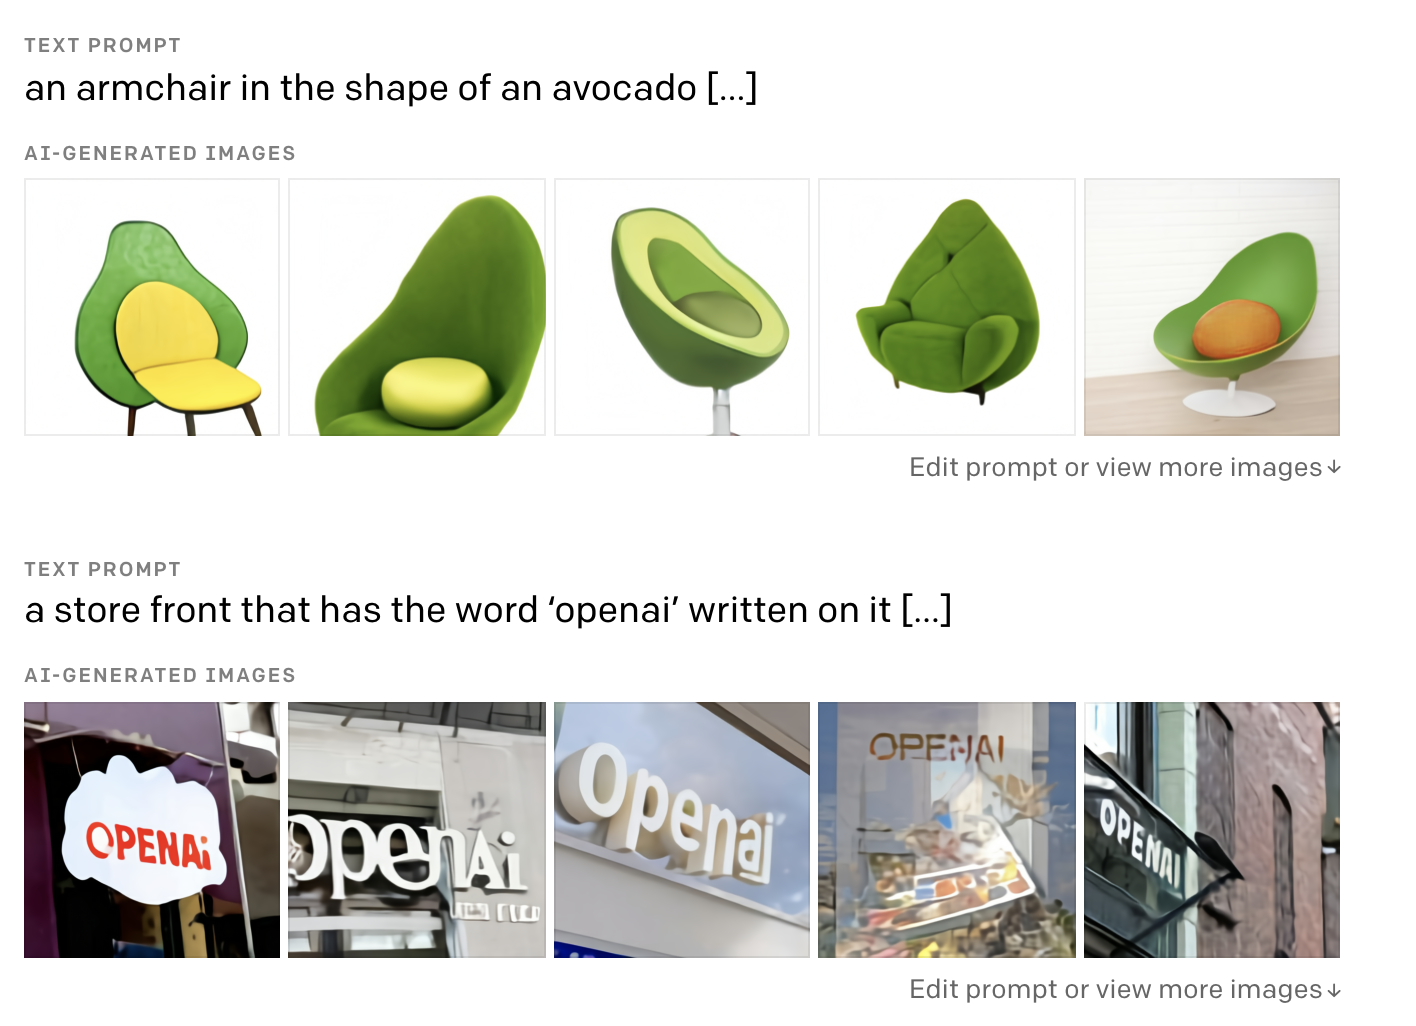 TEXT PROMPT
an armchair in the shape of an avocado [...]
AI-GENERATED IMAGES
Edit prompt or view more images↓
TEXT PROMPT
a store front that has the word ‘openai’ written on it [...]
AI-GENERATED IMAGES
OPENAi
openAi
Openai
OPENAI
OPENAI
Edit prompt or view more images↓